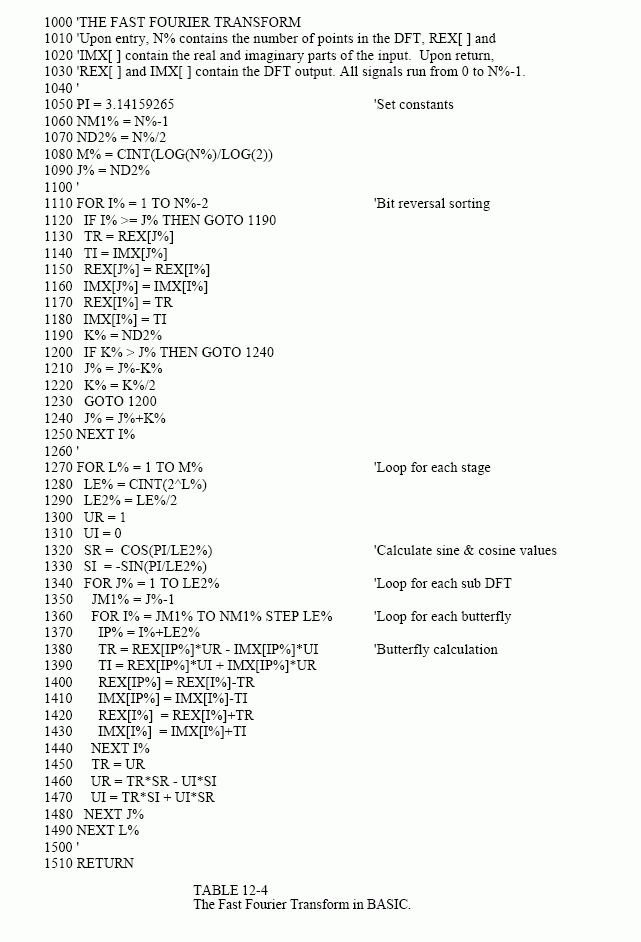 1000 'THE FAST FOURIER TRANSFORM
1010 'Upon entry, N% contains the number of points in the DFT, REX[ ] and
1020 'IMX[ ] contain the real and imaginary parts of the input.  Upon return,
1030 'REX[ ] and IMX[ ] contain the DFT output. All signals run from 0 to N%-1.
1040 '
1050 PI = 3.14159265 'Set constants
1060 NM1% = N%-1
1070 ND2% = N%/2
1080 M% = CINT(LOG(N%)/LOG(2))
1090 J% = ND2%
1100 '
1110 FOR I% = 1 TO N%-2 'Bit reversal sorting
1120   IF I% >= J% THEN GOTO 1190
1130   TR = REX[J%]
1140   TI = IMX[J%]
1150   REX[J%] = REX[I%]
1160   IMX[J%] = IMX[I%]
1170   REX[I%] = TR
1180   IMX[I%] = TI
1190   K% = ND2%
1200   IF K% > J% THEN GOTO 1240
1210   J% = J%-K%
1220   K% = K%/2
1230   GOTO 1200
1240   J% = J%+K%
1250 NEXT I%
1260 '
1270 FOR L% = 1 TO M% 'Loop for each stage
1280   LE% = CINT(2^L%)
1290   LE2% = LE%/2
1300   UR = 1
1310   UI = 0
1320   SR =  COS(PI/LE2%) 'Calculate sine & cosine values
1330   SI  = -SIN(PI/LE2%)
1340   FOR J% = 1 TO LE2% 'Loop for each sub DFT
1350     JM1% = J%-1
1360     FOR I% = JM1% TO NM1% STEP LE% 'Loop for each butterfly
1370       IP% = I%+LE2%
1380       TR = REX[IP%]*UR - IMX[IP%]*UI 'Butterfly calculation
1390       TI = REX[IP%]*UI + IMX[IP%]*UR
1400       REX[IP%] = REX[I%]-TR
1410       IMX[IP%] = IMX[I%]-TI
1420       REX[I%]  = REX[I%]+TR
1430       IMX[I%]  = IMX[I%]+TI
1440     NEXT I%
1450     TR = UR
1460     UR = TR*SR - UI*SI
1470     UI = TR*SI + UI*SR
1480   NEXT J%
1490 NEXT L%
1500 '
1510 RETURN
TABLE 12-4
The Fast Fourier Transform in BASIC.